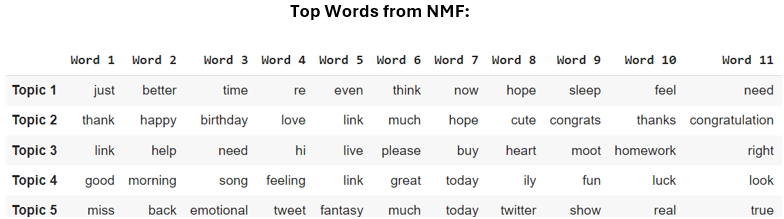 Top Words from NMF:
Word 1 Word 2 Word 3 Word 4 Word 5 Word 6 Word 7 Word 8 Word 9 Word 10 Word 11
Topic 1 just better time re even think now hope sleep feel need
Topic 2 thank happy birthday love link much hope cute congrats thanks congratulation
Topic 3 link help need hi live please buy heart moot homework right
Topic 4 good morning song feeling link great today ily fun luck look
Topic 5 miss back emotional tweet fantasy much today twitter show real true